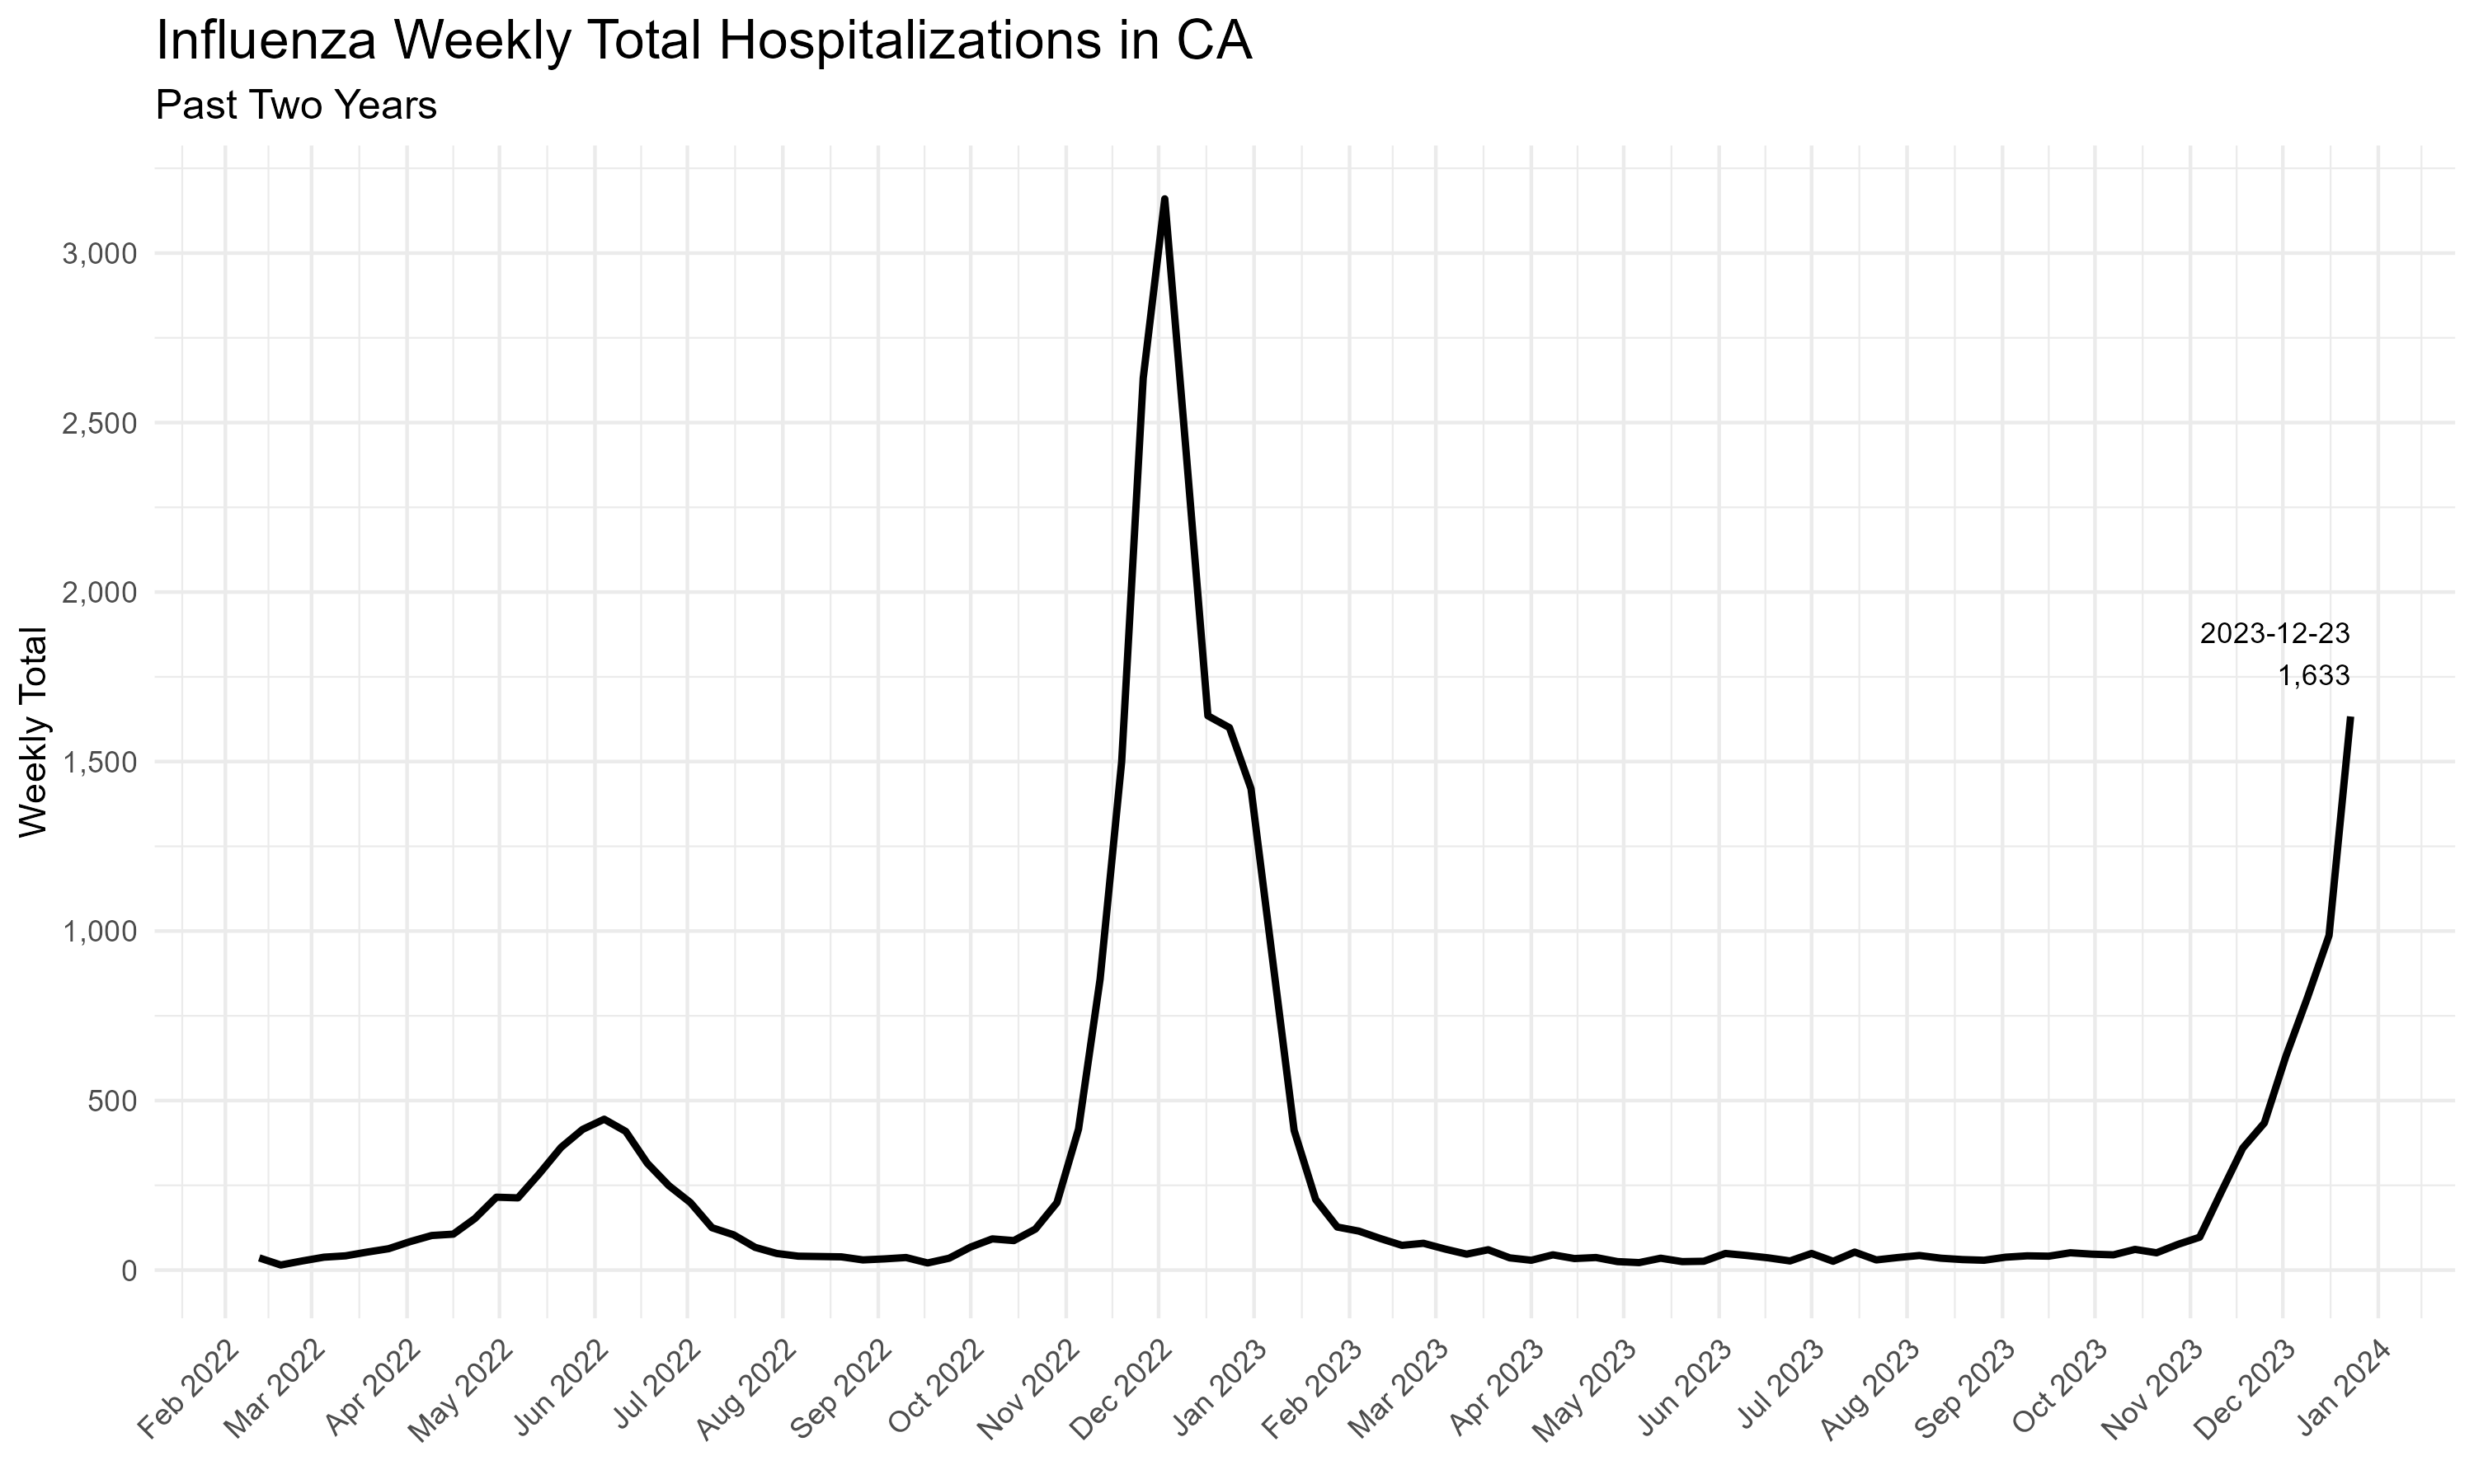 Influenza Weekly Total Hospitalizations in CA
Past Two Years
Weekly Total
3,000
2,500
2,000
1,500
1,000
500
0
2023-12-23
1,633
Feb 2022
Mar 2022
Apr 2022
May 2022
Jun 2022
Jul 2022
Aug 2022
Sep 2022
Oct 2022
Nov 2022
Dec 2022
Jan 2023
Feb 2023
Mar 2023
Apr 2023
May 2023
Jun 2023
Jul 2023
Aug 2023
Sep 2023
Oct 2023
Nov 2023
Dec 2023
Jan 2024